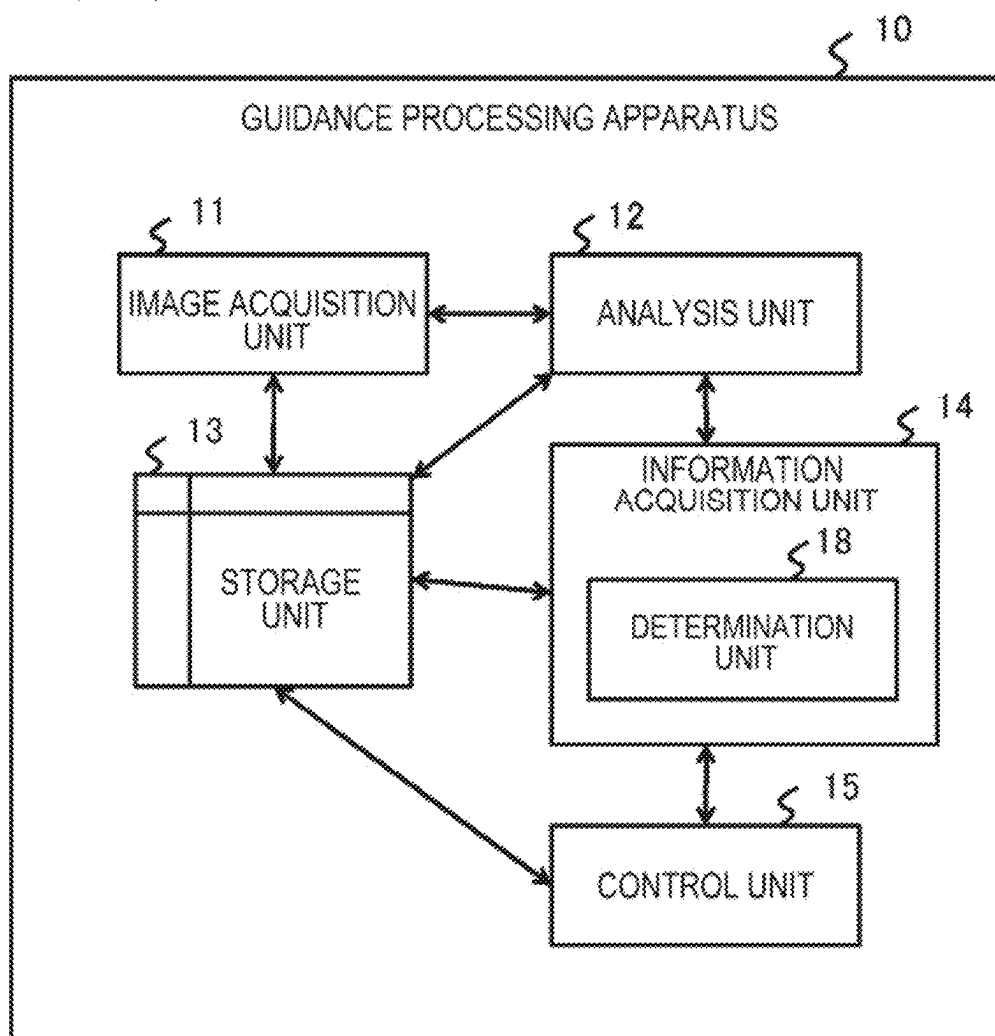 10
GUIDANCE PROCESSING APPARATUS
11
IMAGE ACQUISITION
UNIT
12
ANALYSIS UNIT
13
STORAGE
UNIT
14
INFORMATION
ACQUISITION UNIT
18
DETERMINATION
UNIT
15
CONTROL UNIT